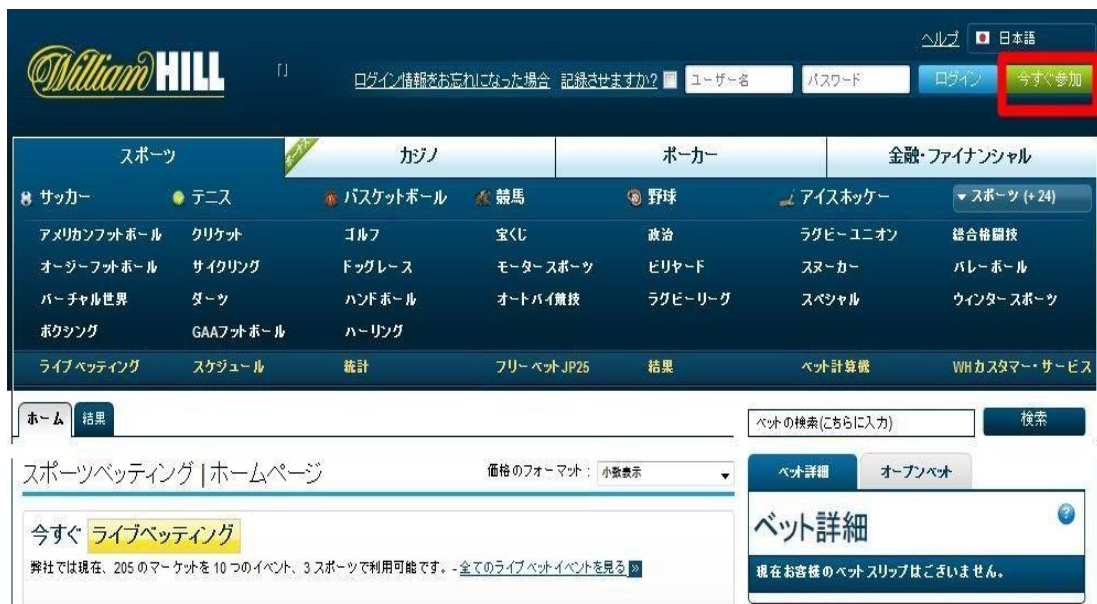 ヘルプ 日本語
William HILL
ログイン情報をお忘れになった場合 記録させますか? ユーザー名 パスワード ログイン 今すぐ参加
スポーツ ボーナス カジノ ポーカー 金融・ファイナンシャル
サッカー テニス バスケットボール 競馬 野球 アイスホッケー ▼ スポーツ (+24)
アメリカンフットボール クリケット ゴルフ 宝くじ 政治 ラグビーユニオン 総合格闘技
オージーフットボール サイクリング ドッグレース モータースポーツ ビリヤード スヌーカー バレーボール
バーチャル世界 ダーツ ハンドボール オートバイ競技 ラグビーリーグ スペシャル ウィンタースポーツ
ボクシング GAAフットボール ハーリング
ライブベッティング スケジュール 統計 フリーベットJP25 結果 ベット計算機 WHカスタマー・サービス
ホーム 結果
ベットの検索(こちらに入力) 検索
スポーツベッティング | ホームページ 価格のフォーマット: 小数表示
ベット詳細 オープンベット
今すぐ ライブベッティング
ベット詳細 ?
弊社では現在、205 のマーケットを 10 つのイベント、3 スポーツで利用可能です。- 全てのライブベットイベントを見る »
現在お客様のベットスリップはございません。